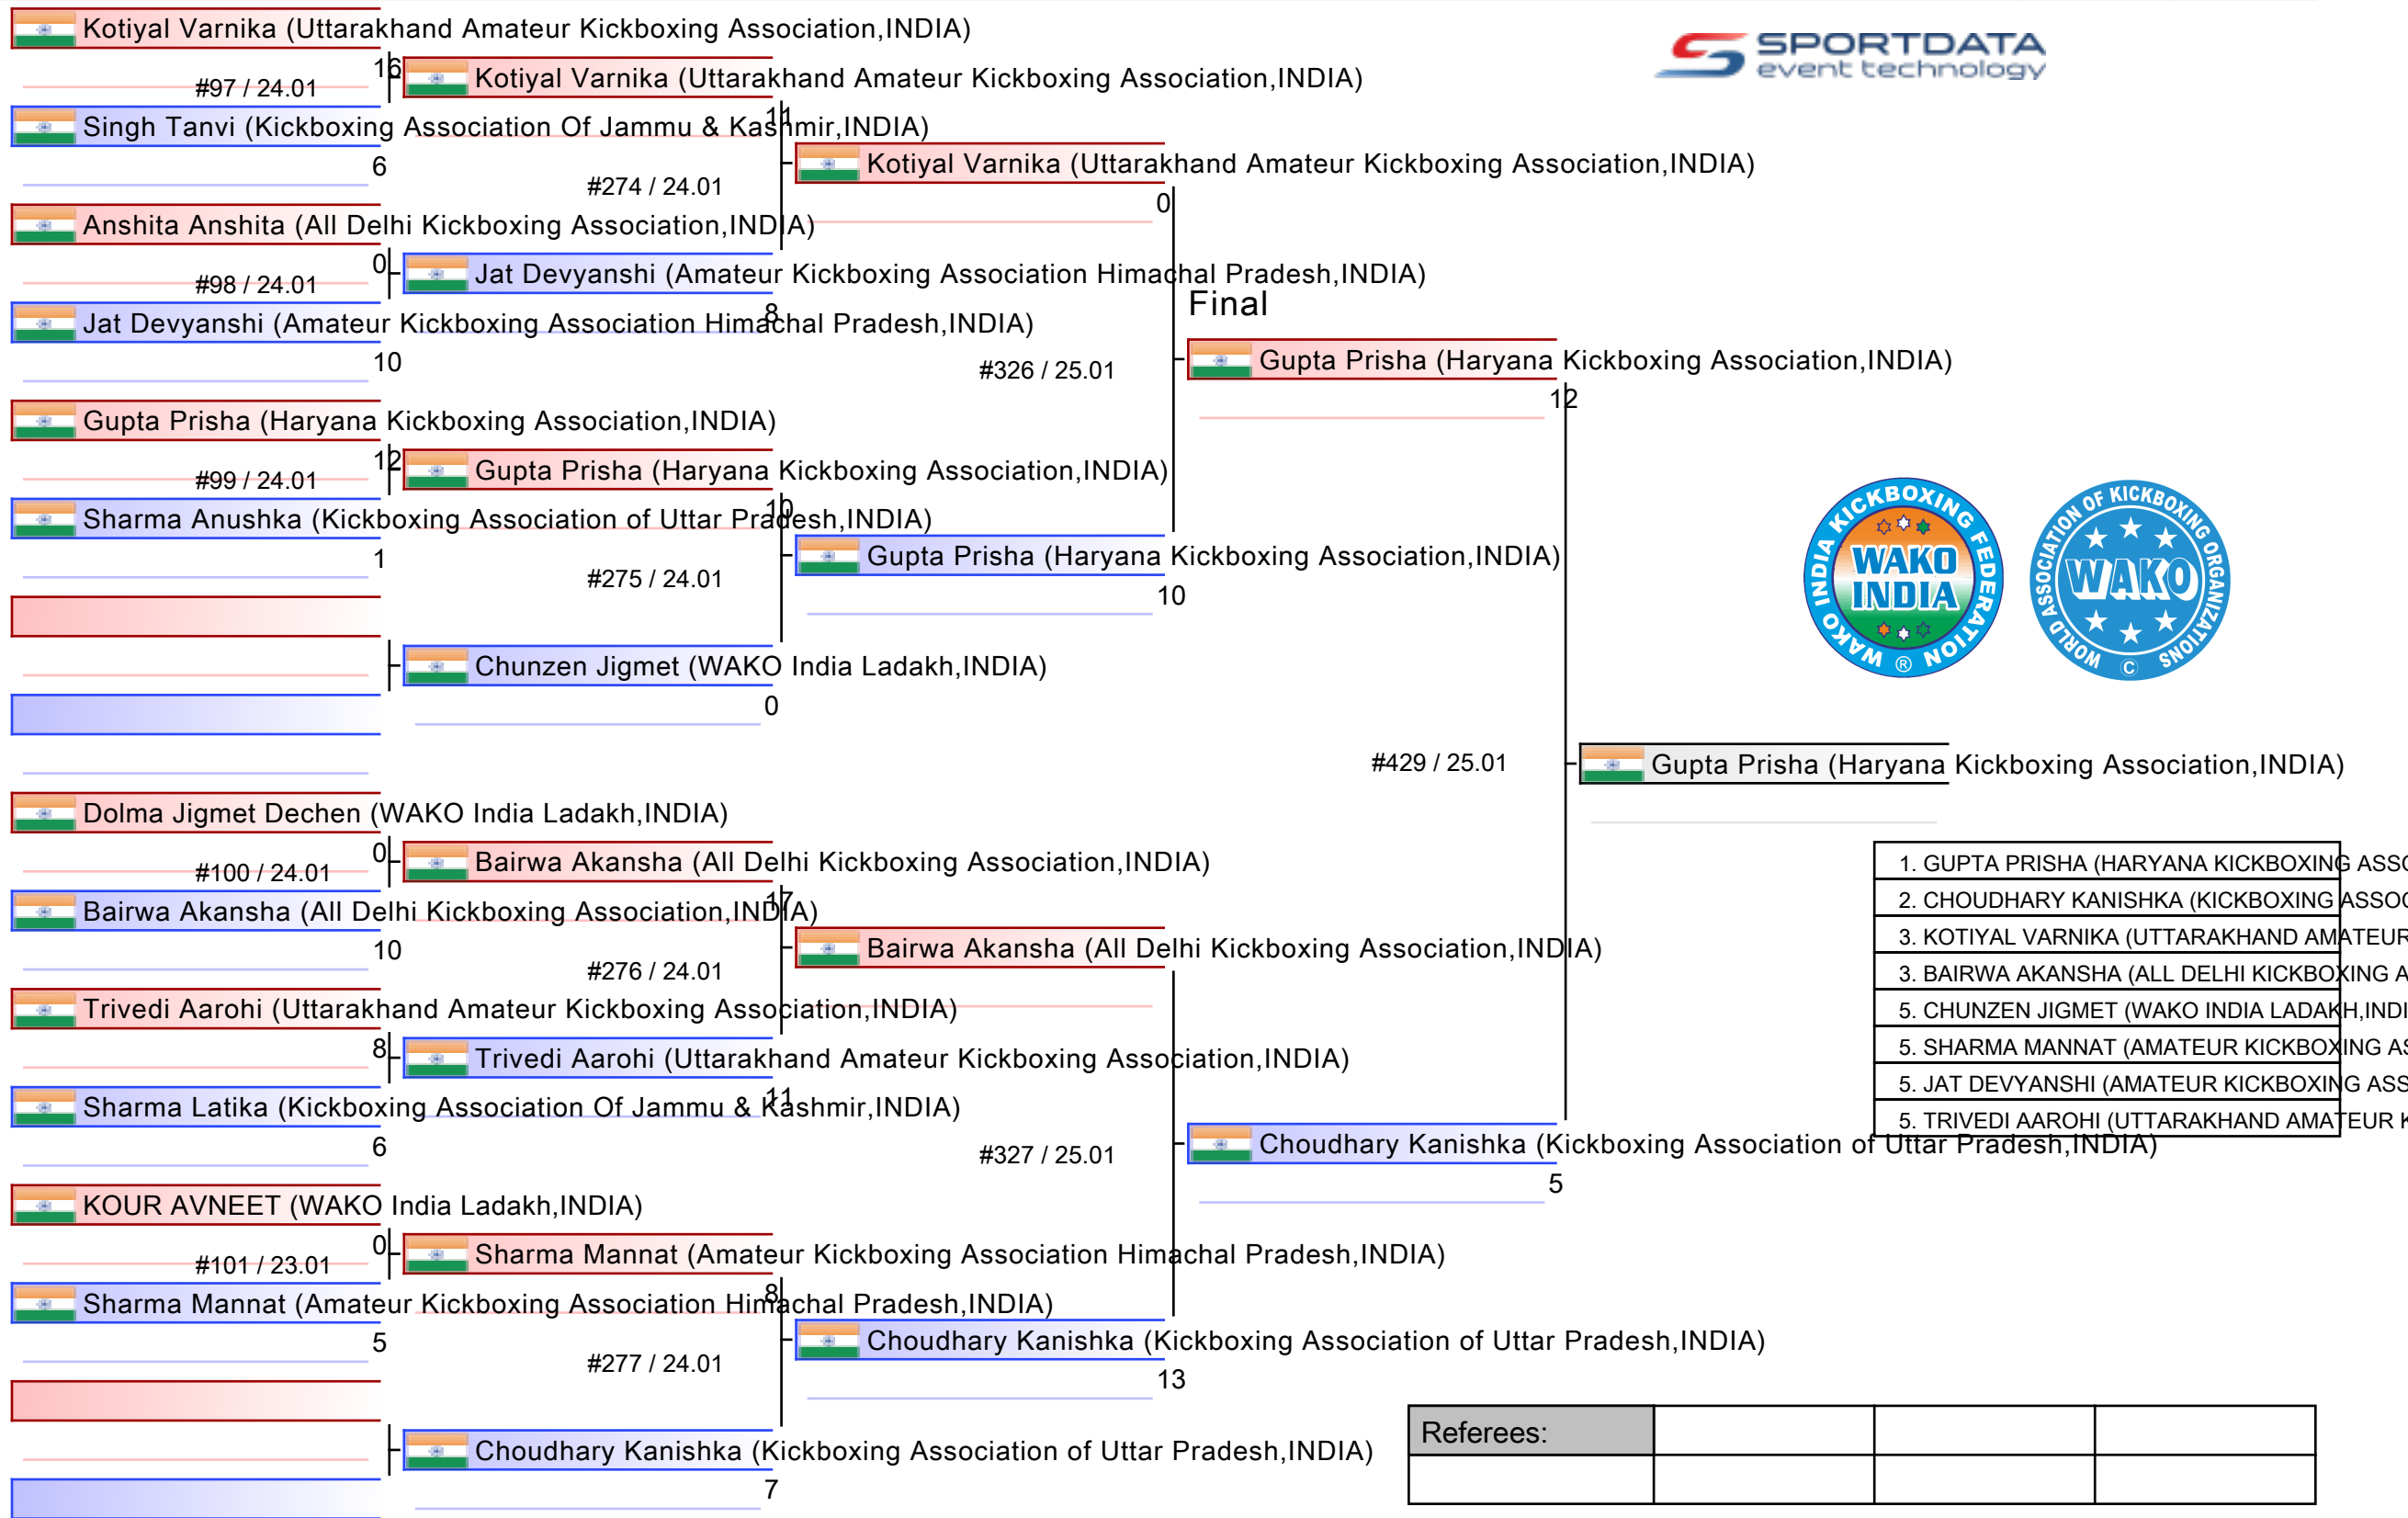 Kotiyal Varnika (Uttarakhand Amateur Kickboxing Association,INDIA)
16
#97 / 24.01
Singh Tanvi (Kickboxing Association Of Jammu & Kashmir,INDIA)
6
Anshita Anshita (All Delhi Kickboxing Association,INDIA)
0
#98 / 24.01
Jat Devyanshi (Amateur Kickboxing Association Himachal Pradesh,INDIA)
10
Gupta Prisha (Haryana Kickboxing Association,INDIA)
12
#99 / 24.01
Sharma Anushka (Kickboxing Association of Uttar Pradesh,INDIA)
1
Dolma Jigmet Dechen (WAKO India Ladakh,INDIA)
0
#100 / 24.01
Bairwa Akansha (All Delhi Kickboxing Association,INDIA)
10
Trivedi Aarohi (Uttarakhand Amateur Kickboxing Association,INDIA)
8
Sharma Latika (Kickboxing Association Of Jammu & Kashmir,INDIA)
6
KOUR AVNEET (WAKO India Ladakh,INDIA)
0
#101 / 23.01
Sharma Mannat (Amateur Kickboxing Association Himachal Pradesh,INDIA)
5
Kotiyal Varnika (Uttarakhand Amateur Kickboxing Association,INDIA)
11
#274 / 24.01
Jat Devyanshi (Amateur Kickboxing Association Himachal Pradesh,INDIA)
8
Gupta Prisha (Haryana Kickboxing Association,INDIA)
10
#275 / 24.01
Chunzen Jigmet (WAKO India Ladakh,INDIA)
0
Bairwa Akansha (All Delhi Kickboxing Association,INDIA)
17
#276 / 24.01
Trivedi Aarohi (Uttarakhand Amateur Kickboxing Association,INDIA)
11
Sharma Mannat (Amateur Kickboxing Association Himachal Pradesh,INDIA)
8
#277 / 24.01
Choudhary Kanishka (Kickboxing Association of Uttar Pradesh,INDIA)
7
Kotiyal Varnika (Uttarakhand Amateur Kickboxing Association,INDIA)
0
#326 / 25.01
Gupta Prisha (Haryana Kickboxing Association,INDIA)
10
Bairwa Akansha (All Delhi Kickboxing Association,INDIA)
#327 / 25.01
Choudhary Kanishka (Kickboxing Association of Uttar Pradesh,INDIA)
13
Final
Gupta Prisha (Haryana Kickboxing Association,INDIA)
12
#429 / 25.01
Choudhary Kanishka (Kickboxing Association of Uttar Pradesh,INDIA)
5
Gupta Prisha (Haryana Kickboxing Association,INDIA)
SPORTDATA
event technology
WAKO INDIA KICKBOXING FEDERATION
WAKO
INDIA
®
WORLD ASSOCIATION OF KICKBOXING ORGANIZATIONS
WAKO
©
1. GUPTA PRISHA (HARYANA KICKBOXING ASSO
2. CHOUDHARY KANISHKA (KICKBOXING ASSOC
3. KOTIYAL VARNIKA (UTTARAKHAND AMATEUR
3. BAIRWA AKANSHA (ALL DELHI KICKBOXING A
5. CHUNZEN JIGMET (WAKO INDIA LADAKH,INDI
5. SHARMA MANNAT (AMATEUR KICKBOXING AS
5. JAT DEVYANSHI (AMATEUR KICKBOXING ASS
5. TRIVEDI AAROHI (UTTARAKHAND AMATEUR K
Referees: